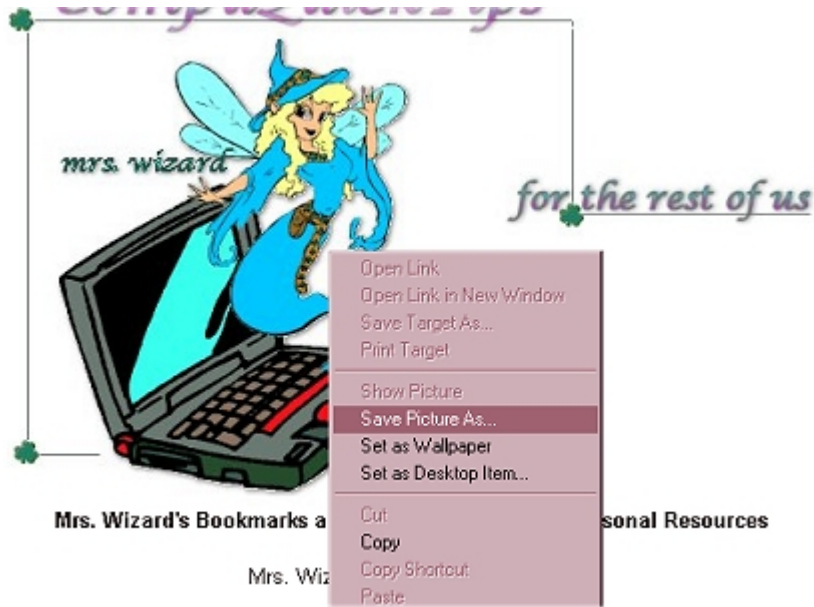 CompuQuickTips
mrs. wizard
for the rest of us
Open Link
Open Link in New Window
Save Target As...
Print Target
Show Picture
Save Picture As...
Set as Wallpaper
Set as Desktop Item...
Mrs. Wizard's Bookmarks a
sonal Resources
Cut
Copy
Mrs. Wiz
Copy Shortcut
Paste